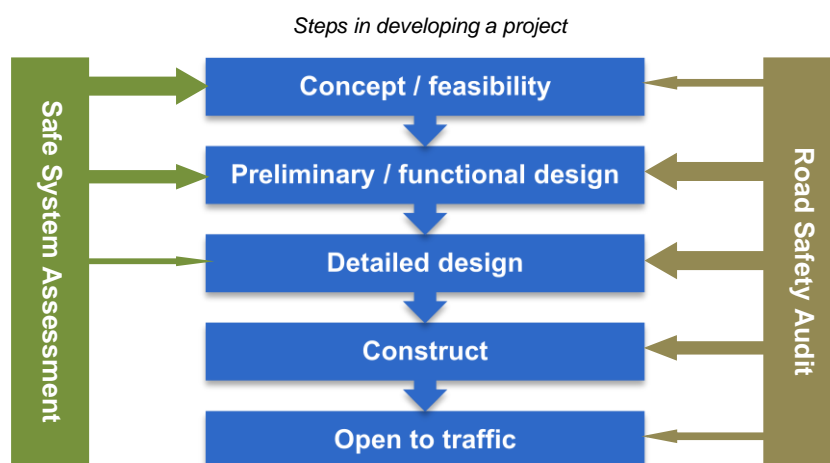 Steps in developing a project
Safe System Assessment
Concept / feasibility
Preliminary / functional design
Detailed design
Construct
Open to traffic
Road Safety Audit